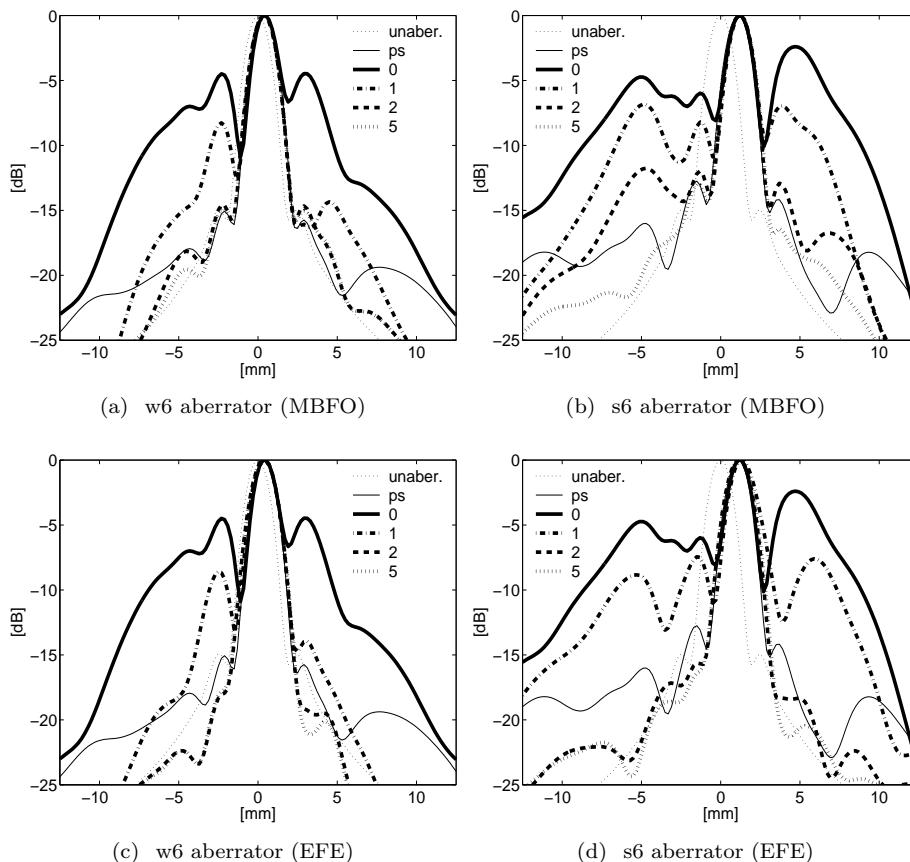 0
−5
−10
−15
−20
−25
[dB]
−10 −5 0 5 10
[mm]
unaber.
ps
0
1
2
5
(a) w6 aberrator (MBFO)
0
−5
−10
−15
−20
−25
[dB]
−10 −5 0 5 10
[mm]
unaber.
ps
0
1
2
5
(b) s6 aberrator (MBFO)
0
−5
−10
−15
−20
−25
[dB]
−10 −5 0 5 10
[mm]
unaber.
ps
0
1
2
5
(c) w6 aberrator (EFE)
0
−5
−10
−15
−20
−25
[dB]
−10 −5 0 5 10
[mm]
unaber.
ps
0
1
2
5
(d) s6 aberrator (EFE)